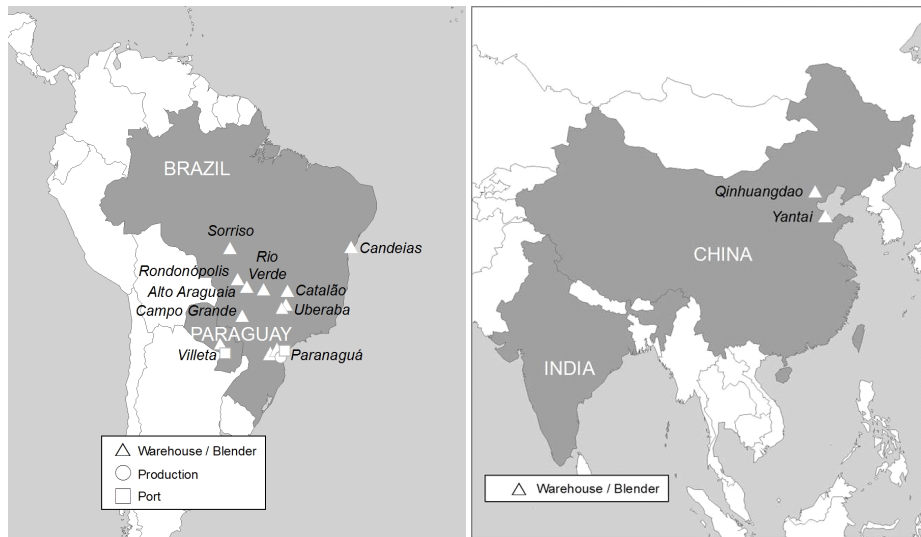 BRAZIL
Sorriso
Candeias
Rio
Verde
Rondonópolis
Alto Araguaia
Catalão
Campo Grande
Uberaba
PARAGUAY
Villeta
Paranaguá
Warehouse / Blender
Production
Port
Qinhuangdao
Yantai
CHINA
INDIA
Warehouse / Blender